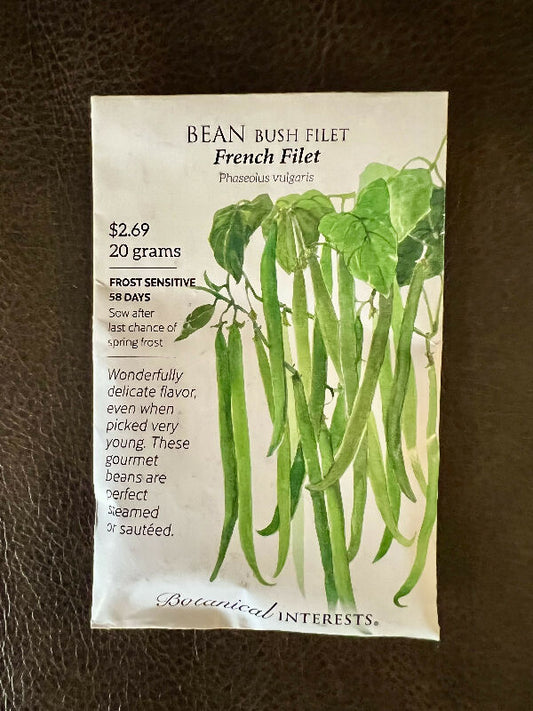 BEAN BUSH FILET
French Filet
Phaseolus vulgaris
$2.69
20 grams
FROST SENSITIVE
58 DAYS
Sow after
last chance of
spring frost
Wonderfully
delicate flavor,
even when
picked very
young. These
gourmet
beans are
perfect
steamed
or sautéed.
Botanical INTERESTS®